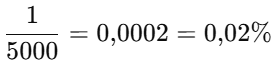 1/5000 = 0,0002 = 0,02%